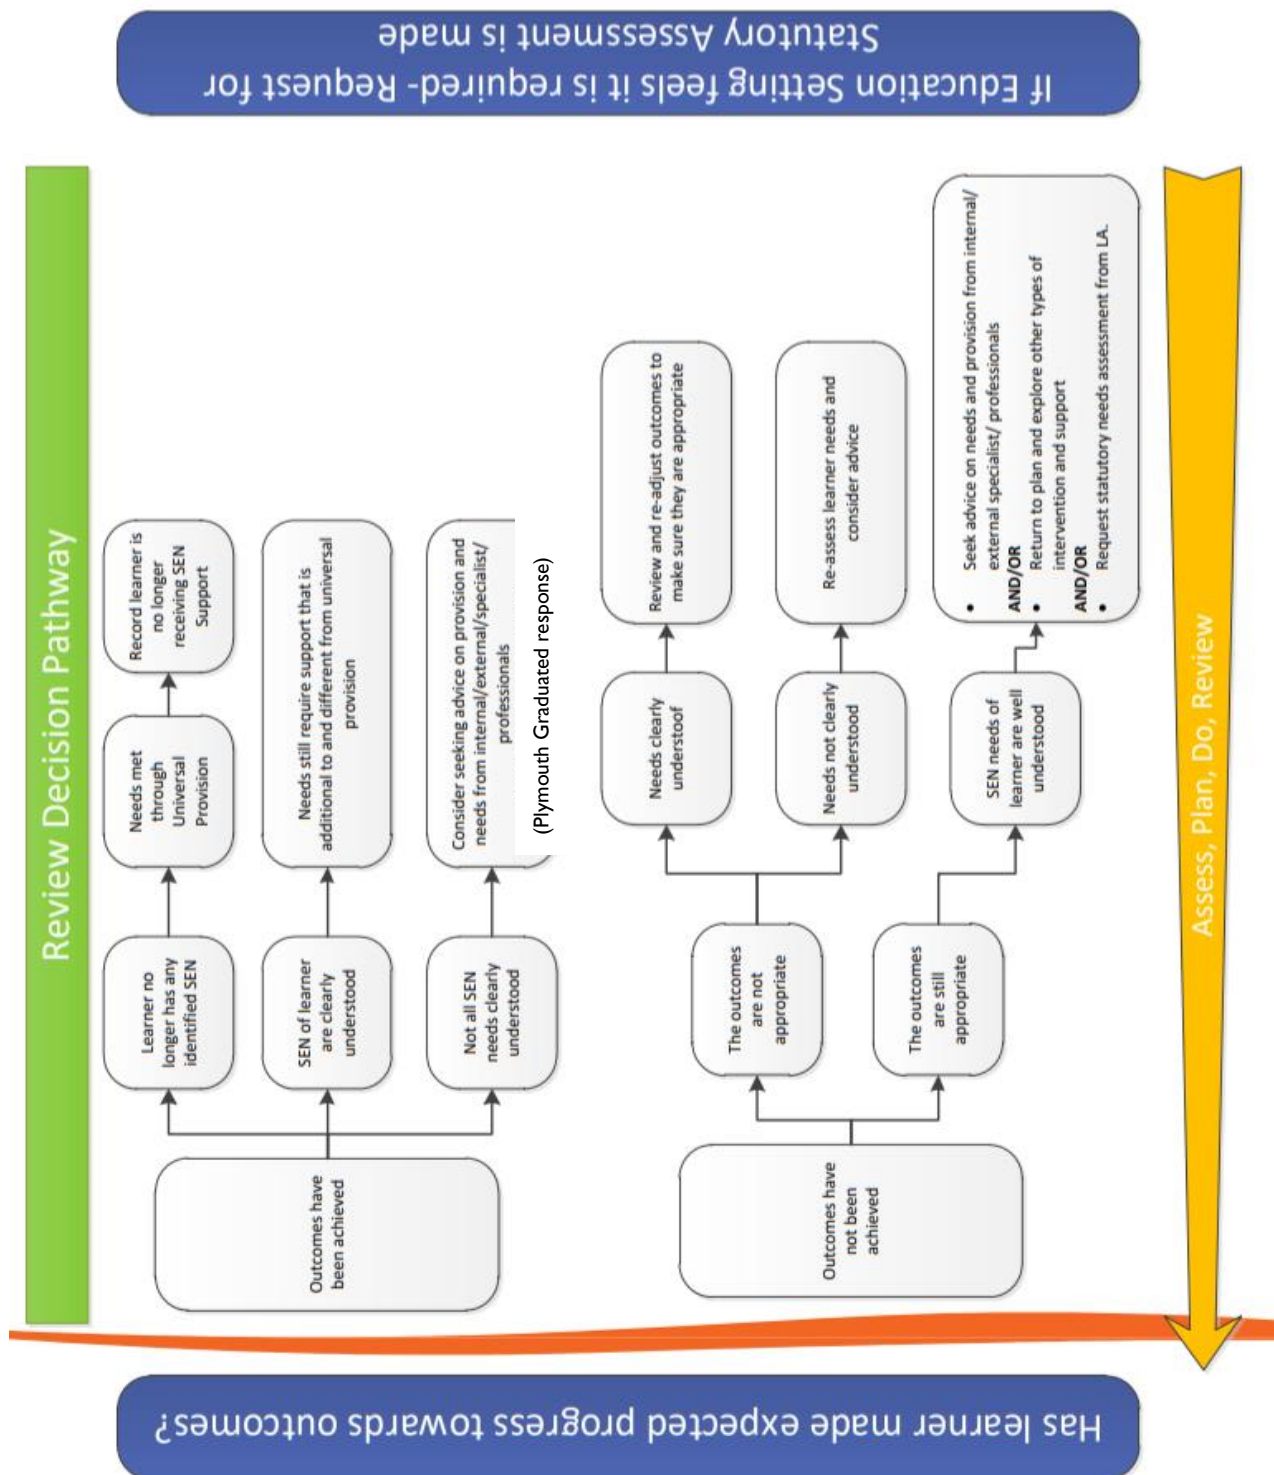 Review Decision Pathway
Has learner made expected progress towards outcomes?
Outcomes have
been achieved
Learner no
longer has any
identified SEN
Needs met
through
Universal
Provision
Record learner is
no longer
receiving SEN
Support
SEN of learner
are clearly
understood
Needs still require support that is
additional to and different from universal
provision
Not all SEN
needs clearly
understood
Consider seeking advice on provision and
needs from internal/external/specialist/
professionals
(Plymouth Graduated response)
Outcomes have
not been
achieved
The outcomes
are not
appropriate
Needs clearly
understoof
Review and re-adjust outcomes to
make sure they are appropriate
Needs not clearly
understood
Re-assess learner needs and
consider advice
The outcomes
are still
appropriate
SEN needs of
learner are well
understood
• Seek advice on needs and provision from internal/
external specialist/ professionals
AND/OR
• Return to plan and explore other types of
intervention and support
AND/OR
• Request statutory needs assessment from LA.
Assess, Plan, Do, Review
If Education Setting feels it is required- Request for
Statutory Assessment is made